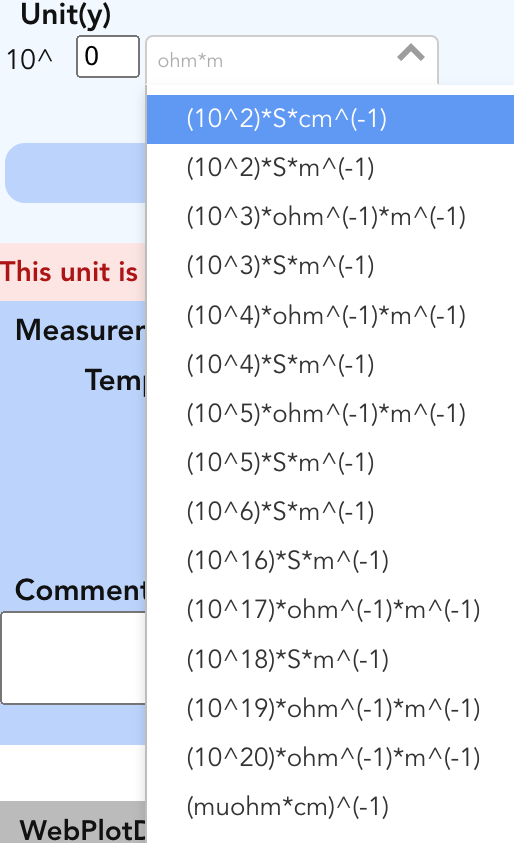 Unit(y)
10^ 0 ohm*m
(10^2)*S*cm^(-1)
(10^2)*S*m^(-1)
(10^3)*ohm^(-1)*m^(-1)
This unit is
(10^3)*S*m^(-1)
(10^4)*ohm^(-1)*m^(-1)
(10^4)*S*m^(-1)
(10^5)*ohm^(-1)*m^(-1)
(10^5)*S*m^(-1)
(10^6)*S*m^(-1)
(10^16)*S*m^(-1)
Comment
(10^17)*ohm^(-1)*m^(-1)
(10^18)*S*m^(-1)
(10^19)*ohm^(-1)*m^(-1)
(10^20)*ohm^(-1)*m^(-1)
(muohm*cm)^(-1)